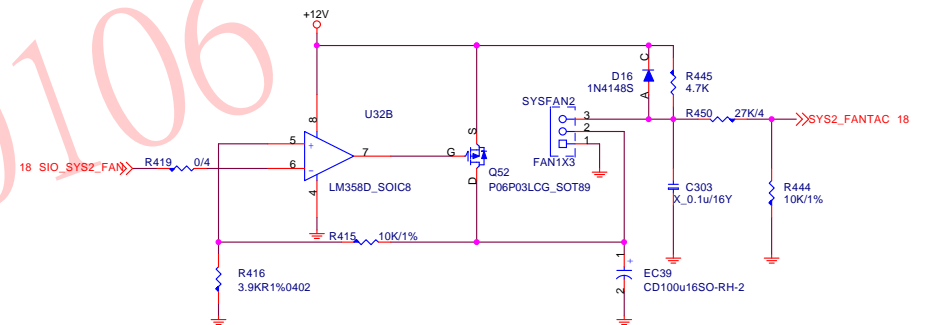 0106
+12V
U32B
8
5
+
7
6
-
LM358D_SOIC8
4
18 SIO_SYS2_FAN
R419 0/4
S
G
D
Q52
P06P03LCG_SOT89
SYSFAN2
3
2
1
FAN1X3
D16
1N4148S
C
A
R445
4.7K
R450 27K/4
SYS2_FANTAC 18
C303
X_0.1u/16Y
R444
10K/1%
R415 10K/1%
R416
3.9KR1%0402
1
+
2
EC39
CD100u16SO-RH-2